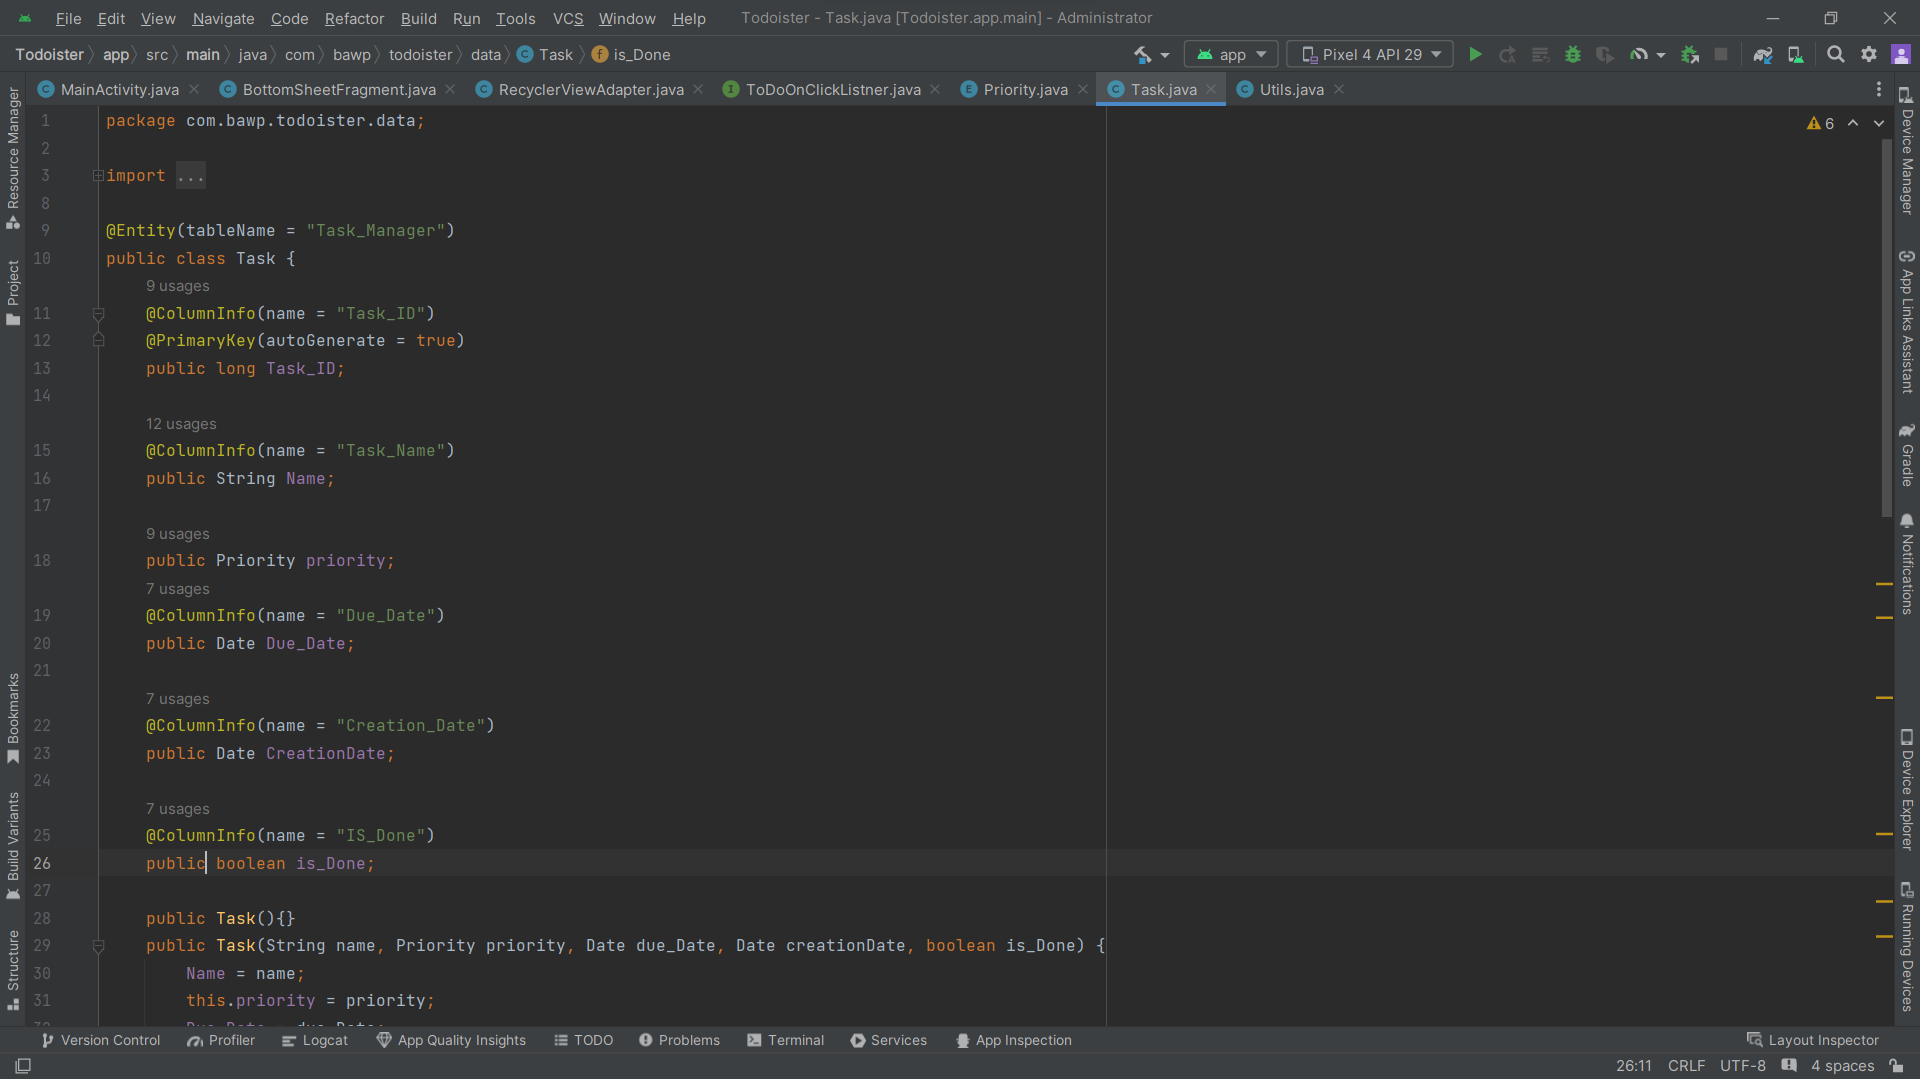 File Edit View Navigate Code Refactor Build Run Tools VCS Window Help Todoister - Task.java [Todoister.app.main] - Administrator
Todoister app src main java com bawp todoister data Task is_Done app Pixel 4 API 29
MainActivity.java BottomSheetFragment.java RecyclerViewAdapter.java ToDoOnClickListner.java Priority.java Task.java Utils.java
1 package com.bawp.todoister.data;
6
2
3 import ...
8
9 @Entity(tableName = "Task_Manager")
10 public class Task {
9 usages
11 @ColumnInfo(name = "Task_ID")
12 @PrimaryKey(autoGenerate = true)
13 public long Task_ID;
14
12 usages
15 @ColumnInfo(name = "Task_Name")
16 public String Name;
17
9 usages
18 public Priority priority;
7 usages
19 @ColumnInfo(name = "Due_Date")
20 public Date Due_Date;
21
7 usages
22 @ColumnInfo(name = "Creation_Date")
23 public Date CreationDate;
24
7 usages
25 @ColumnInfo(name = "IS_Done")
26 public boolean is_Done;
27
28 public Task(){}
29 public Task(String name, Priority priority, Date due_Date, Date creationDate, boolean is_Done) {
30 Name = name;
31 this.priority = priority;
Resource Manager
Project
Bookmarks
Build Variants
Structure
Device Manager
App Links Assistant
Gradle
Notifications
Device Explorer
Running Devices
Version Control Profiler Logcat App Quality Insights TODO Problems Terminal Services App Inspection Layout Inspector
26:11 CRLF UTF-8 4 spaces